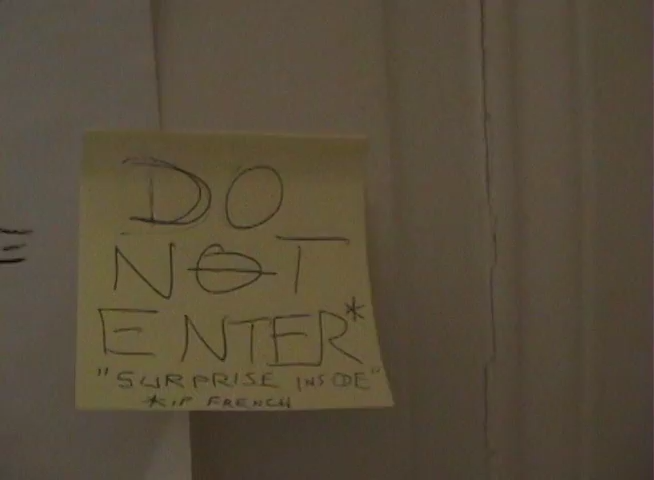 DO
NOT
ENTER*
"SURPRISE INSIDE"
*IF FRENCH